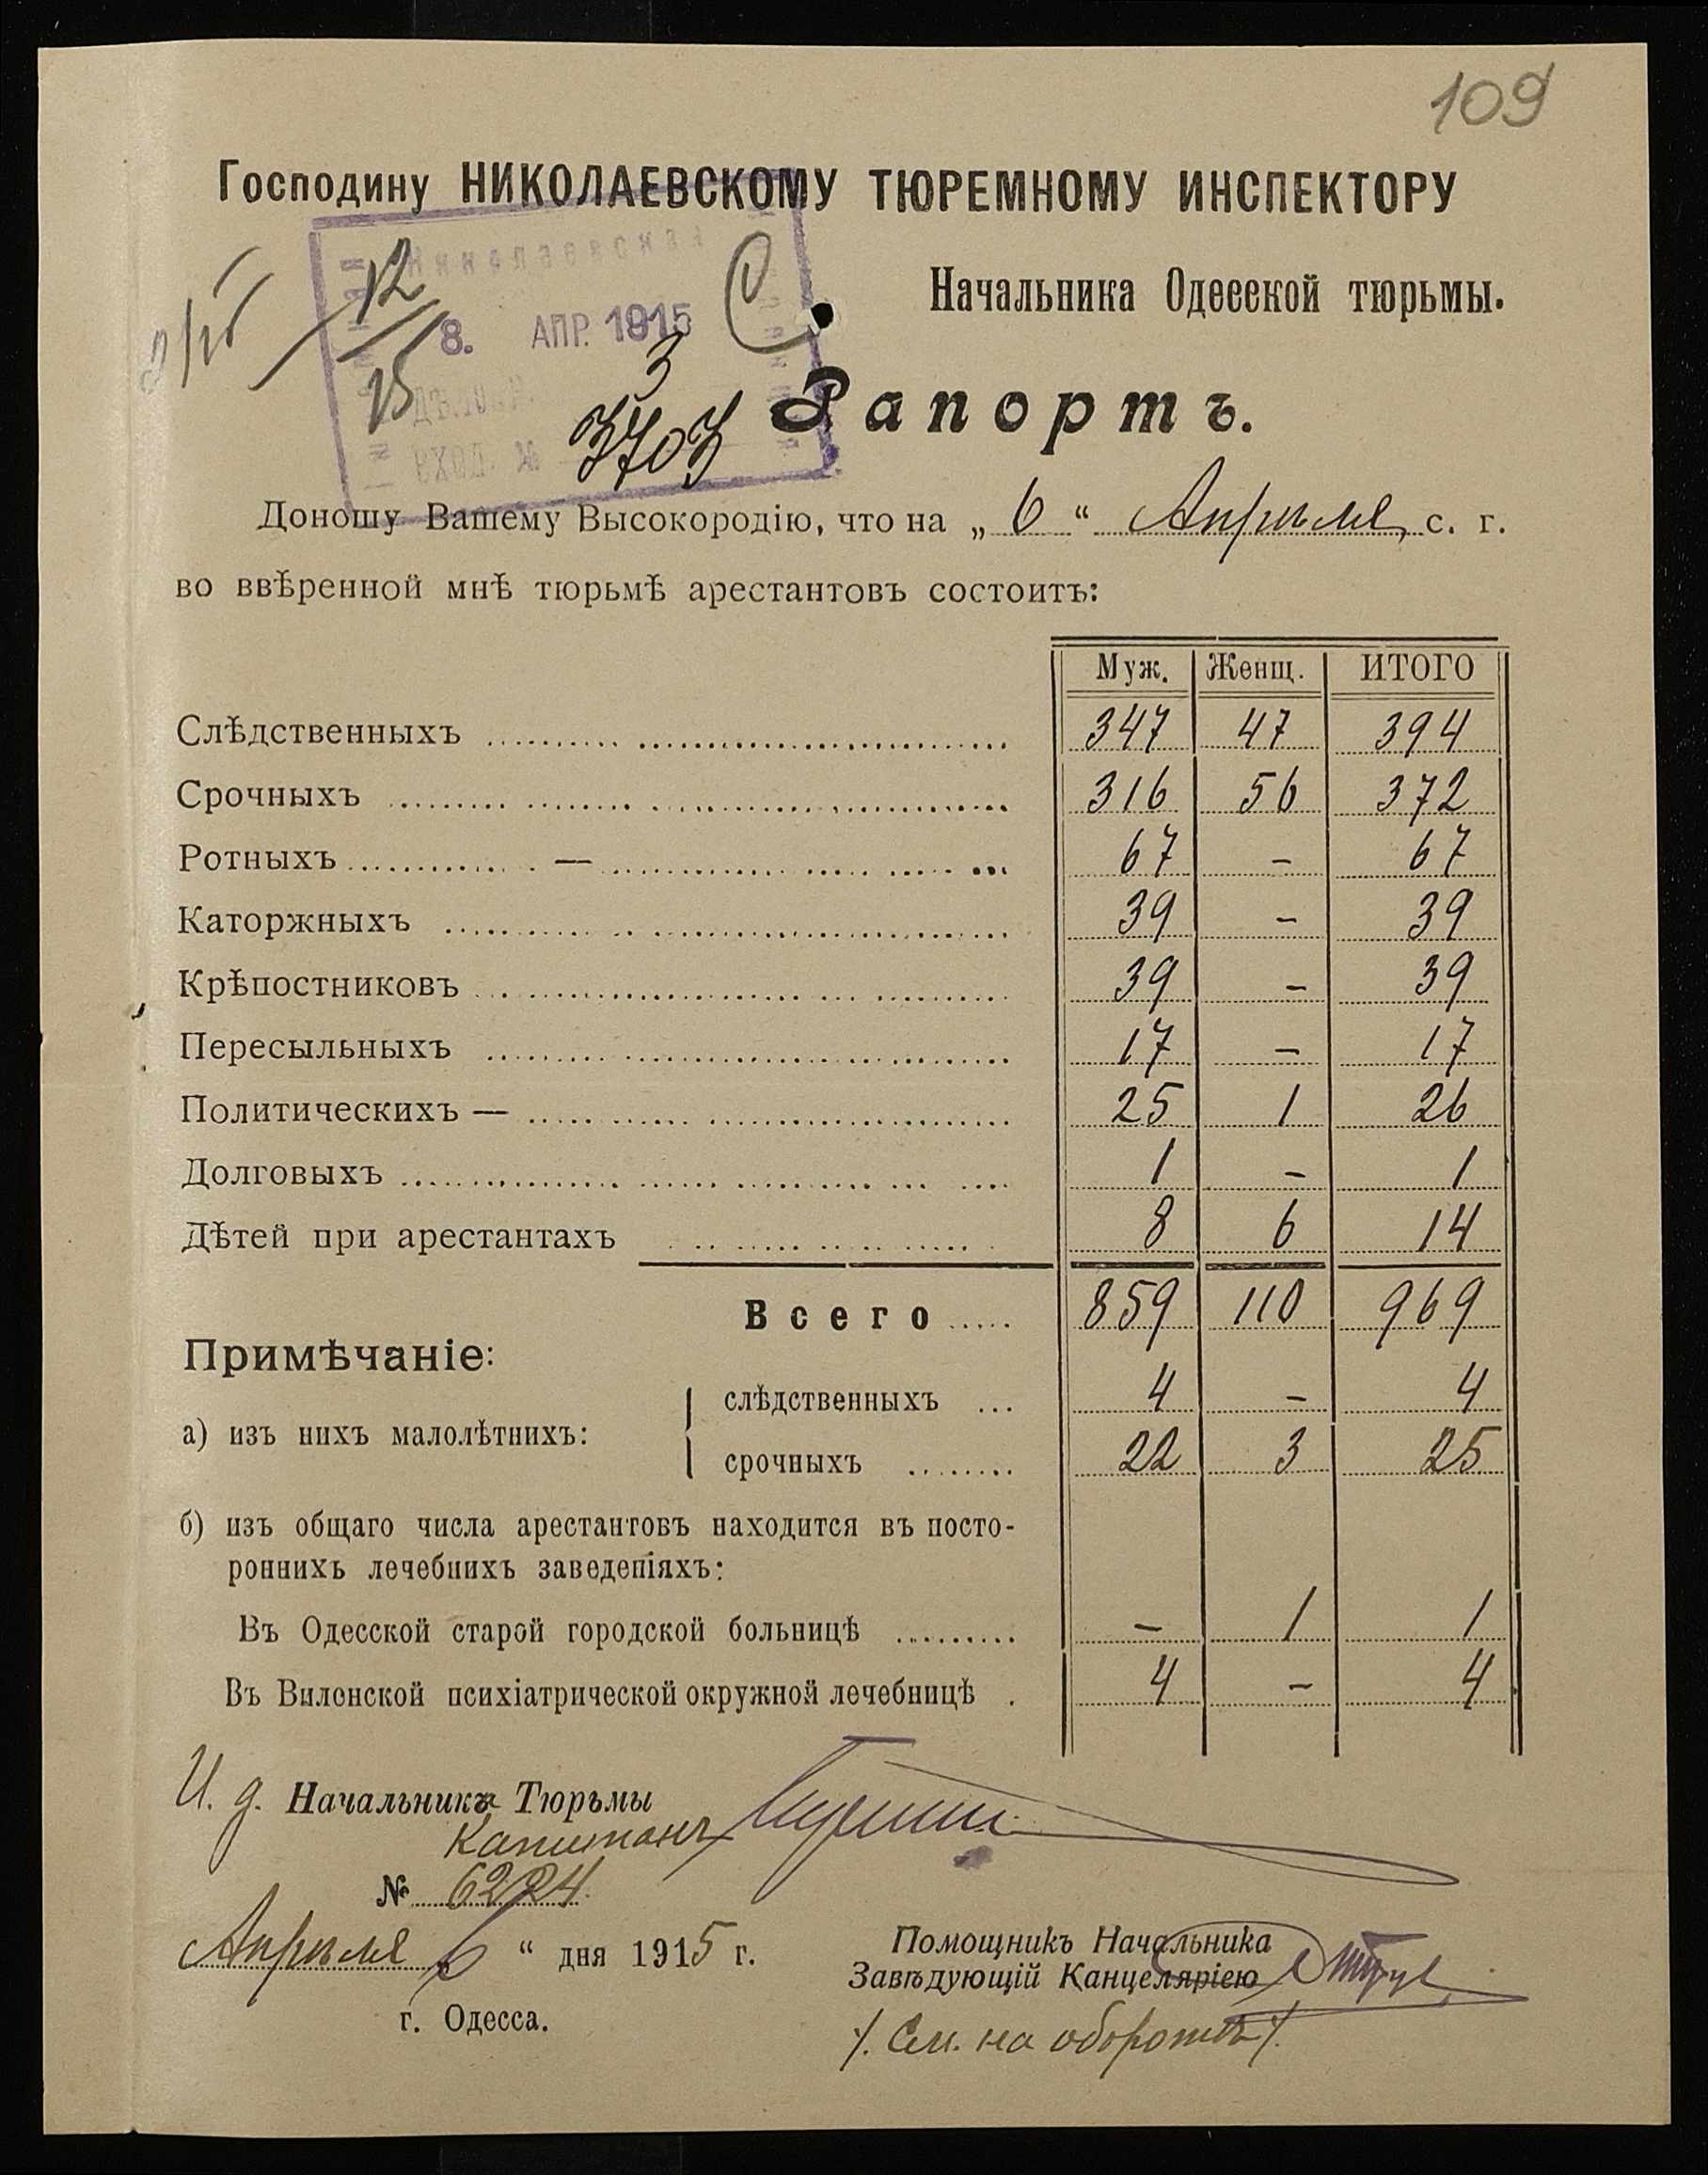 109
Господину НИКОЛАЕВСКОМУ ТЮРЕМНОМУ ИНСПЕКТОРУ
Николаевская
8. АПР. 1915
12
15
3
3703
Начальника Одесской тюрьмы.
Рапортъ.
Доношу Вашему Высокородію, что на „ 6 “ Апреля, с. г.
во ввѣренной мнѣ тюрьмѣ арестантовъ состоитъ:
Муж. Женщ. ИТОГО
Слѣдственныхъ 347 47 394
Срочныхъ 316 56 372
Ротныхъ — 67 - 67
Каторжныхъ 39 - 39
Крѣпостниковъ 39 - 39
Пересыльныхъ 17 - 17
Политическихъ — 25 1 26
Долговыхъ 1 - 1
Дѣтей при арестантахъ 8 6 14
Всего 859 110 969
Примѣчаніе:
а) изъ нихъ малолѣтнихъ:
слѣдственныхъ 4 - 4
срочныхъ 22 3 25
б) изъ общаго числа арестантовъ находится въ посто-
роннихъ лечебнихъ заведеніяхъ:
Въ Одесской старой городской больницѣ - 1 1
Въ Виленской психіатрической окружной лечебницѣ 4 - 4
И. д. Начальника Тюрьмы
Капитанъ
№ 6224
Апреля 6 “ дня 1915 г.
г. Одесса.
Помощникъ Начальника
Завѣдующій Канцеляріею
/. См. на оборотѣ /.